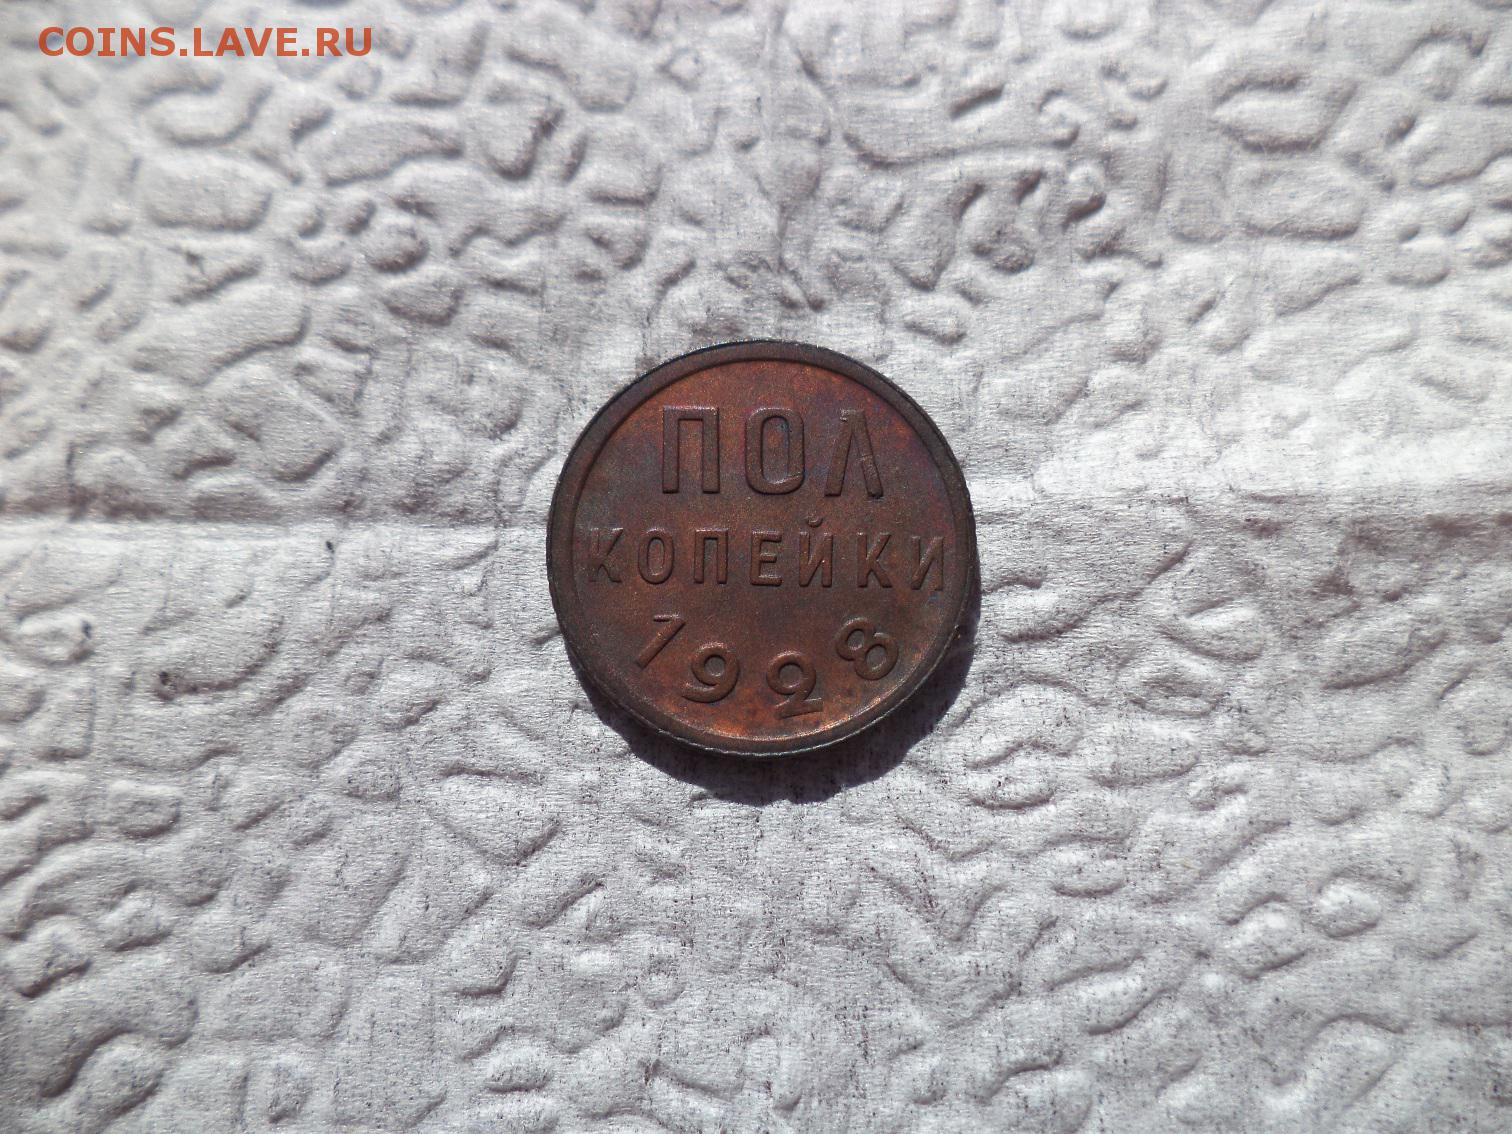 COINS.LAVE.RU
ПОЛ
КОПЕЙКИ
1928